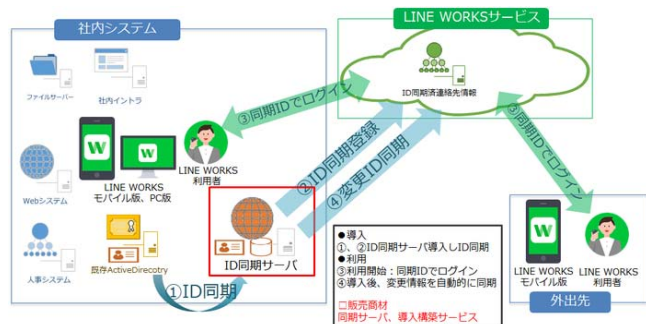 社内システム
LINE WORKSサービス
ファイルサーバー
社内イントラ
ID同期済連絡先情報
③同期IDでログイン
③同期IDでログイン
②ID同期登録
④変更ID同期
W
W
LINE WORKS
利用者
LINE WORKS
モバイル版、PC版
Webシステム
人事システム
既存ActiveDirecotry
ID同期サーバ
①ID同期
●導入
①、②ID同期サーバ導入しID同期
●利用
③利用開始：同期IDでログイン
④導入後、変更情報を自動的に同期
□販売商材
同期サーバ、導入構築サービス
W
LINE WORKS
モバイル版
LINE WORKS
利用者
外出先